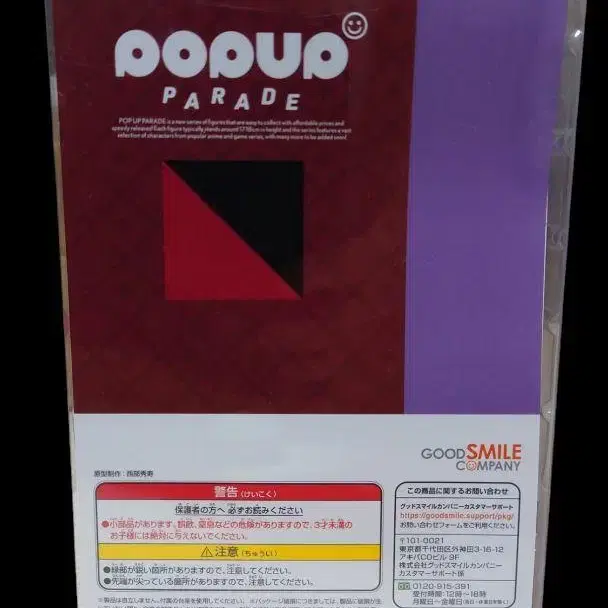 POPUP
PARADE
POP UP PARADE is a new series of figures that are easy to collect with affordable prices and
speedy releases! Each figure typically stands around 17-18cm in height and the series features a vast
selection of characters from popular anime and game series, with many more to be added soon!
GOOD SMILE
COMPANY
原型制作：西部秀寿
警告(けいこく)
保護者の方へ 必ずお読みください
●小部品があります。誤飲、窒息などの危険がありますので、3才未満の
お子様には絶対に与えないでください。
⚠注意(ちゅうい)
●縁部が鋭い箇所がありますので、注意してください。
●先端が尖っている箇所がありますので、注意してください。
この商品に関するお問い合わせ
グッドスマイルカンパニーカスタマーサポート
https://goodsmile.support/pkg/
お問い合わせフォームをご利用ください。
〒101-0021
東京都千代田区外神田3-16-12
アキバCOビル 9F
株式会社グッドスマイルカンパニー
カスタマーサポート係
0120-915-391
受付時間：12時～18時
月曜日～金曜日